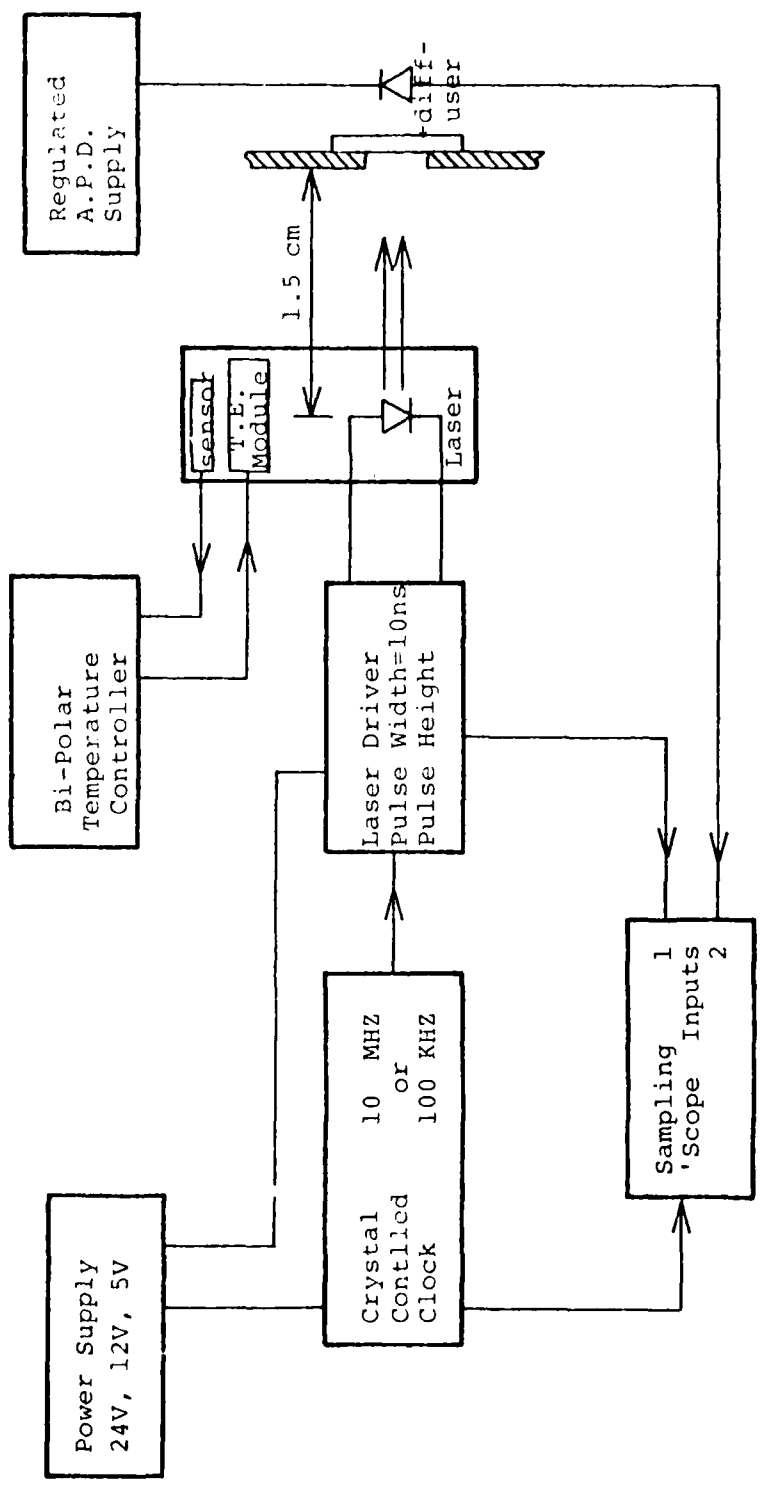 Power Supply
24V, 12V, 5V
Bi-Polar
Temperature
Controller
Regulated
A.P.D.
Supply
sensor
T.E.
Module
1.5 cm
Laser
diff-
user
Crystal 10 MHZ
Contlled or
Clock 100 KHZ
Laser Driver
Pulse Width=10ns
Pulse Height
Sampling 1
'Scope Inputs
2